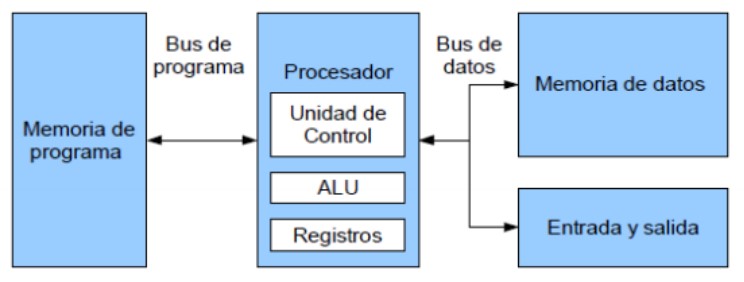 Memoria de
programa
Bus de
programa
Procesador
Unidad de
Control
ALU
Registros
Bus de
datos
Memoria de datos
Entrada y salida